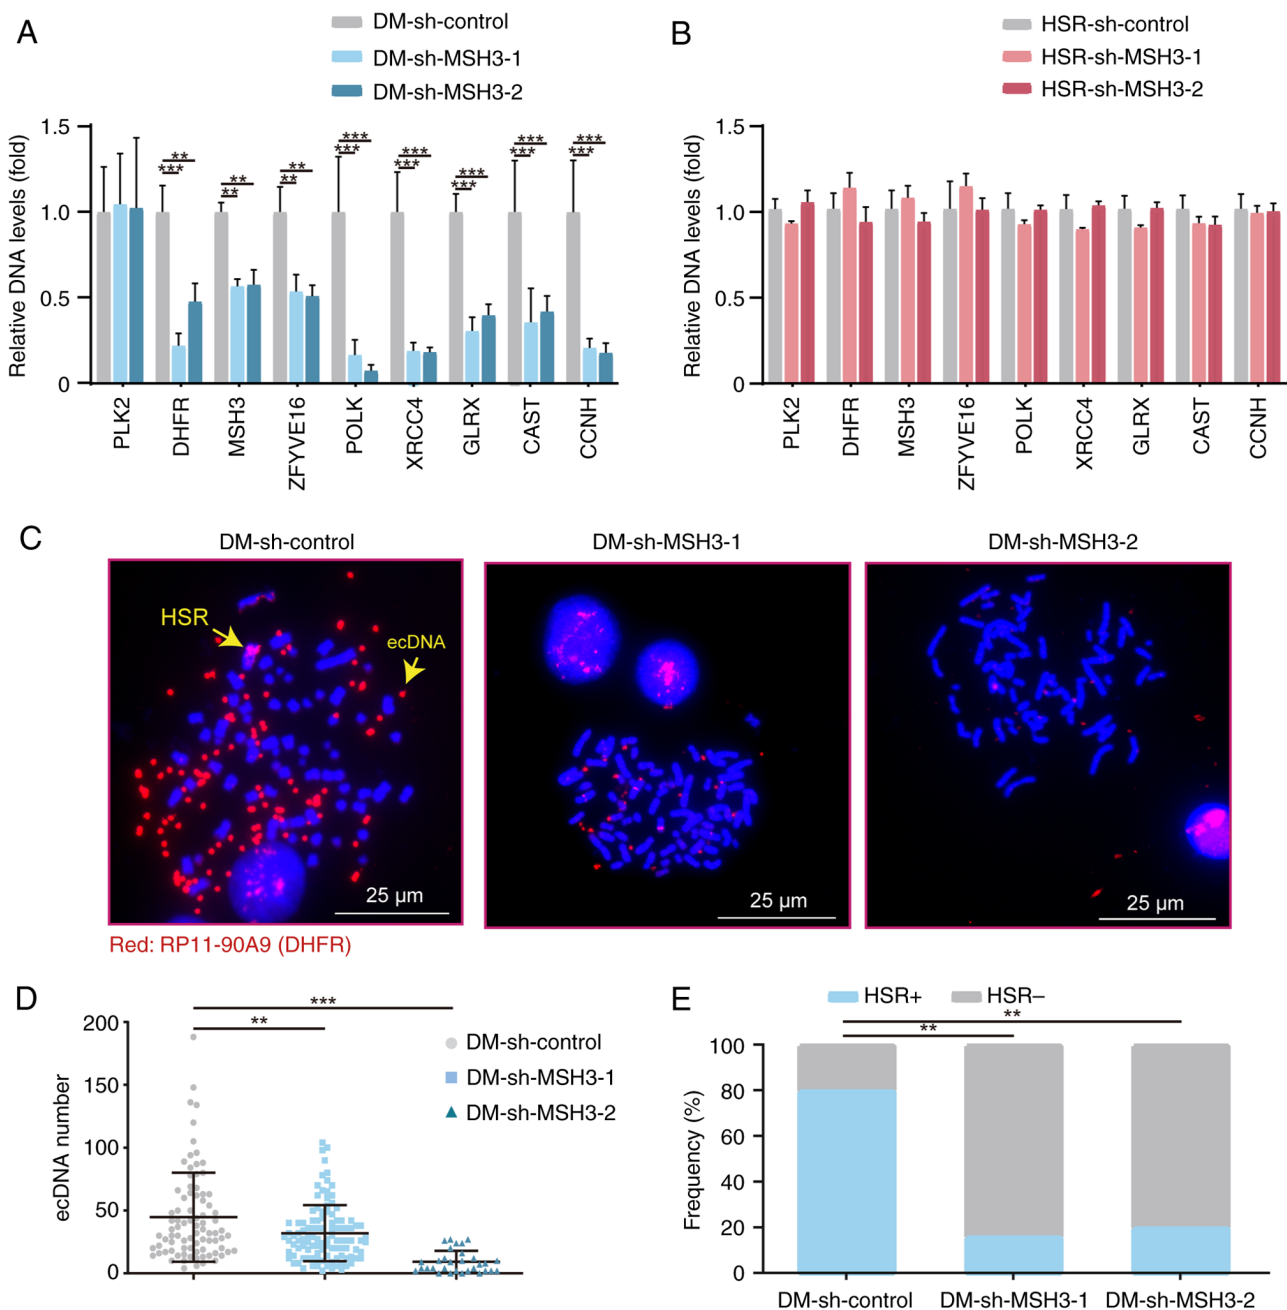 A
DM-sh-control
DM-sh-MSH3-1
DM-sh-MSH3-2
Relative DNA levels (fold)
1.5
1.0
0.5
0
*** **
** **
** **
*** ***
*** ***
*** ***
*** ***
*** ***
PLK2
DHFR
MSH3
ZFYVE16
POLK
XRCC4
GLRX
CAST
CCNH
B
HSR-sh-control
HSR-sh-MSH3-1
HSR-sh-MSH3-2
Relative DNA levels (fold)
1.5
1.0
0.5
0
PLK2
DHFR
MSH3
ZFYVE16
POLK
XRCC4
GLRX
CAST
CCNH
C
DM-sh-control
DM-sh-MSH3-1
DM-sh-MSH3-2
HSR
ecDNA
25 µm
25 µm
25 µm
Red: RP11-90A9 (DHFR)
D
***
**
DM-sh-control
DM-sh-MSH3-1
DM-sh-MSH3-2
ecDNA number
200
150
100
50
0
E
HSR+
HSR–
**
**
Frequency (%)
100
80
60
40
20
0
DM-sh-control
DM-sh-MSH3-1
DM-sh-MSH3-2